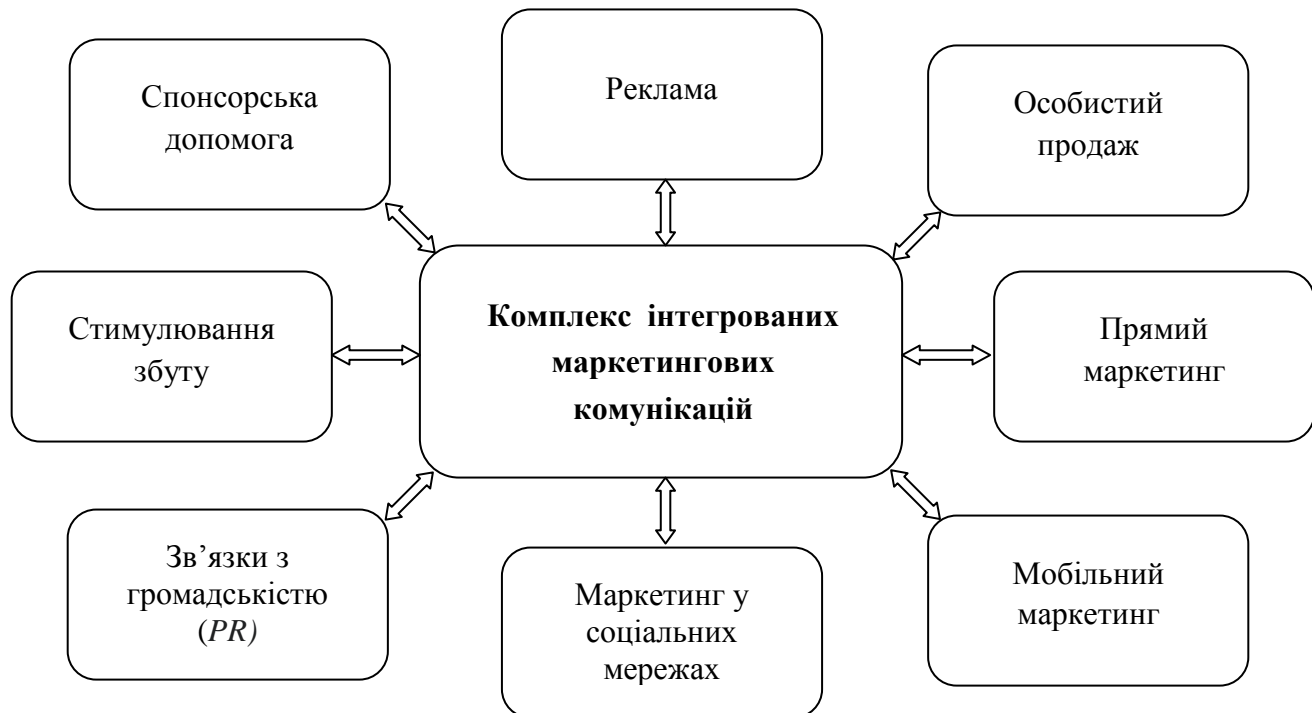 Спонсорська
допомога
Реклама
Особистий
продаж
Стимулювання
збуту
Комплекс інтегрованих
маркетингових
комунікацій
Прямий
маркетинг
Зв’язки з
громадськістю
(PR)
Маркетинг у
соціальних
мережах
Мобільний
маркетинг